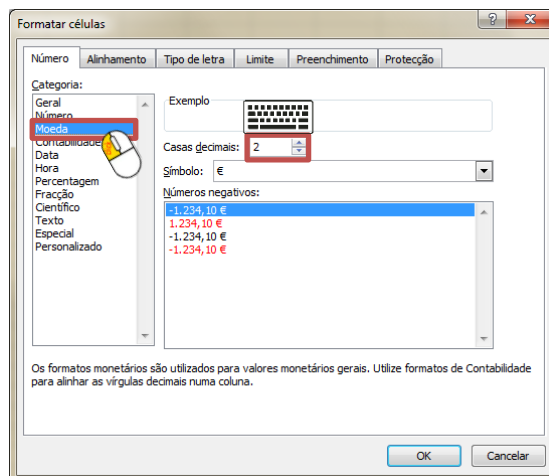 Formatar células
Número Alinhamento Tipo de letra Limite Preenchimento Protecção
Categoria:
Geral
Número
Moeda
Contabilidade
Data
Hora
Percentagem
Fracção
Científico
Texto
Especial
Personalizado
Exemplo
Casas decimais: 2
Símbolo: €
Números negativos:
-1.234,10 €
1.234,10 €
-1.234,10 €
-1.234,10 €
Os formatos monetários são utilizados para valores monetários gerais. Utilize formatos de Contabilidade
para alinhar as vírgulas decimais numa coluna.
OK Cancelar